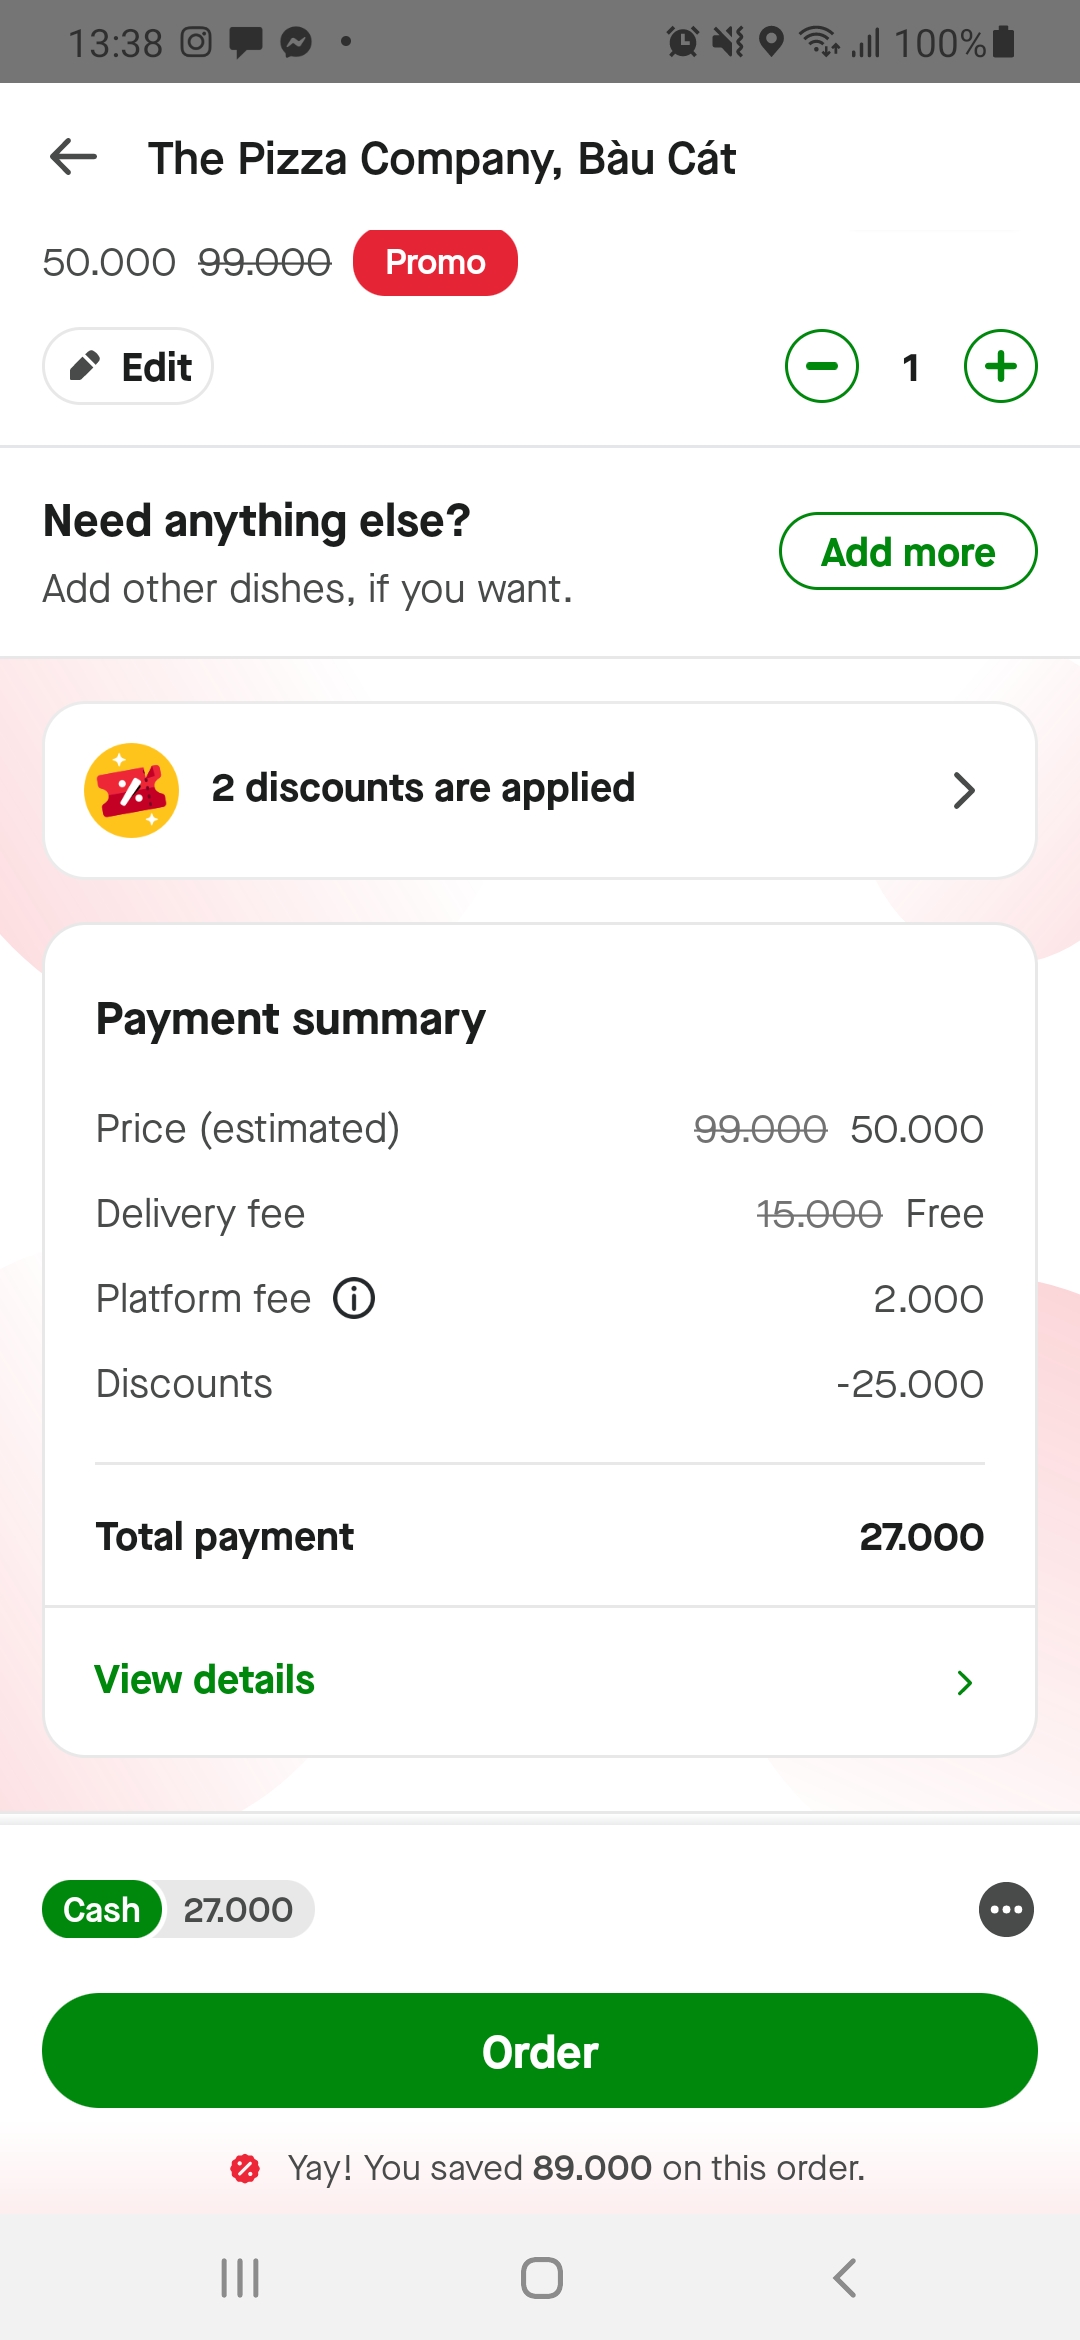 13:38 100%
The Pizza Company, Bàu Cát
50.000 99.000 Promo
Edit 1
Need anything else?
Add more
Add other dishes, if you want.
2 discounts are applied
Payment summary
Price (estimated) 99.000 50.000
Delivery fee 15.000 Free
Platform fee 2.000
Discounts -25.000
Total payment 27.000
View details
Cash 27.000
Order
Yay! You saved 89.000 on this order.